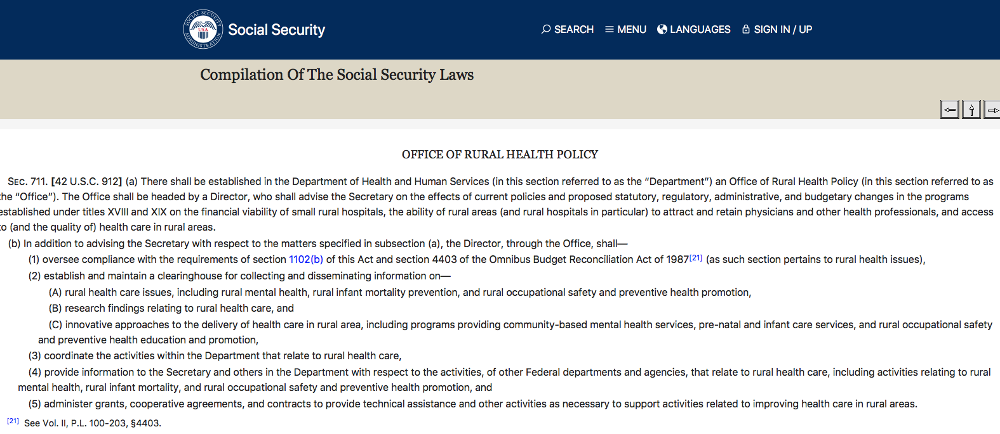 SOCIAL SECURITY ADMINISTRATION
USA
Social Security
SEARCH
MENU
LANGUAGES
SIGN IN / UP
Compilation Of The Social Security Laws
OFFICE OF RURAL HEALTH POLICY
SEC. 711. [42 U.S.C. 912] (a) There shall be established in the Department of Health and Human Services (in this section referred to as the “Department”) an Office of Rural Health Policy (in this section referred to as
the “Office”). The Office shall be headed by a Director, who shall advise the Secretary on the effects of current policies and proposed statutory, regulatory, administrative, and budgetary changes in the programs
established under titles XVIII and XIX on the financial viability of small rural hospitals, the ability of rural areas (and rural hospitals in particular) to attract and retain physicians and other health professionals, and access
to (and the quality of) health care in rural areas.
(b) In addition to advising the Secretary with respect to the matters specified in subsection (a), the Director, through the Office, shall—
(1) oversee compliance with the requirements of section 1102(b) of this Act and section 4403 of the Omnibus Budget Reconciliation Act of 1987[21] (as such section pertains to rural health issues),
(2) establish and maintain a clearinghouse for collecting and disseminating information on—
(A) rural health care issues, including rural mental health, rural infant mortality prevention, and rural occupational safety and preventive health promotion,
(B) research findings relating to rural health care, and
(C) innovative approaches to the delivery of health care in rural area, including programs providing community-based mental health services, pre-natal and infant care services, and rural occupational safety
and preventive health education and promotion,
(3) coordinate the activities within the Department that relate to rural health care,
(4) provide information to the Secretary and others in the Department with respect to the activities, of other Federal departments and agencies, that relate to rural health care, including activities relating to rural
mental health, rural infant mortality, and rural occupational safety and preventive health promotion, and
(5) administer grants, cooperative agreements, and contracts to provide technical assistance and other activities as necessary to support activities related to improving health care in rural areas.
[21] See Vol. II, P.L. 100-203, §4403.